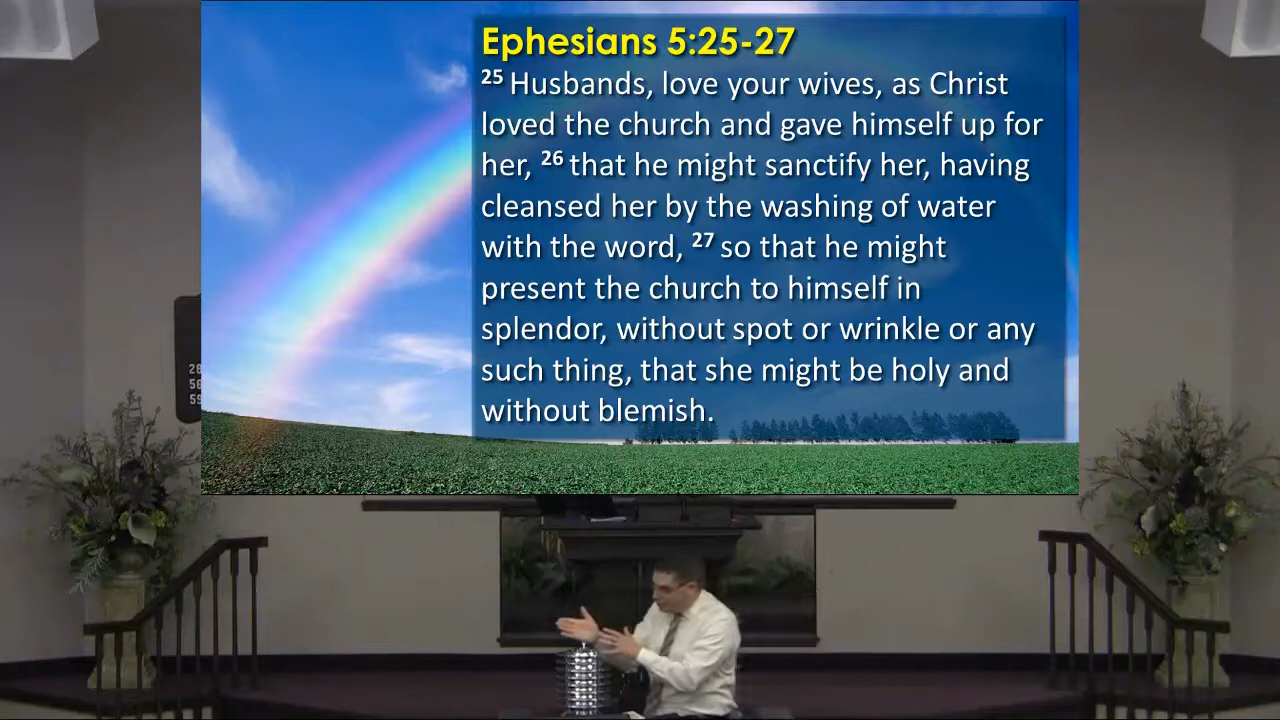 Ephesians 5:25-27
25 Husbands, love your wives, as Christ
loved the church and gave himself up for
her, 26 that he might sanctify her, having
cleansed her by the washing of water
with the word, 27 so that he might
present the church to himself in
splendor, without spot or wrinkle or any
such thing, that she might be holy and
without blemish.
28
56
59